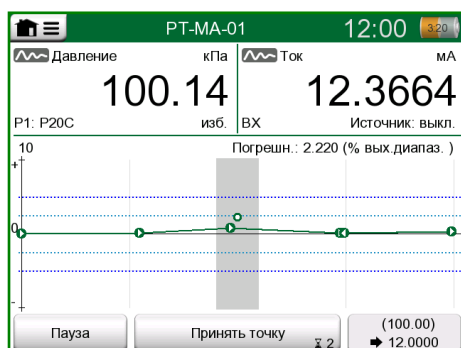 PT-MA-01 12:00 3:20
Давление кПа
100.14
P1: P20C изб.
Ток мА
12.3664
ВХ Источник: выкл.
10 Погрешн.: 2.220 (% вых.диапаз. )
+
0
-
Пауза
Принять точку 2
(100.00)
12.0000